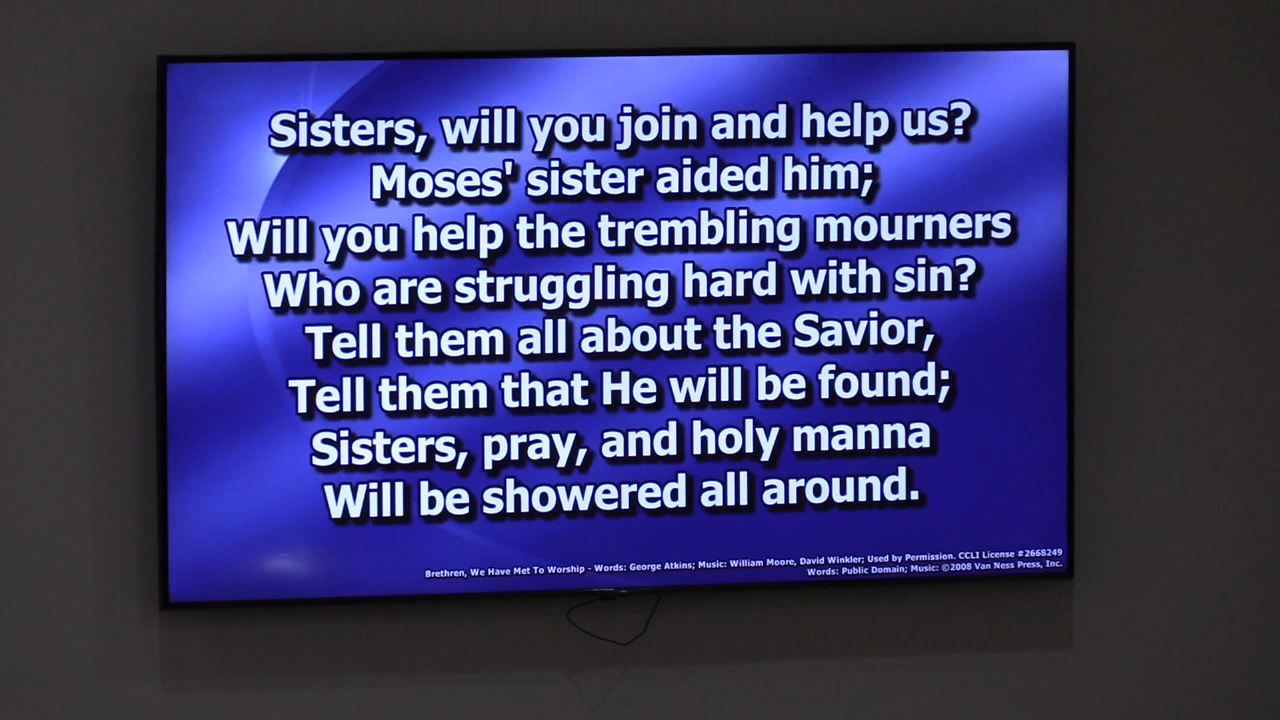 Sisters, will you join and help us?
Moses' sister aided him;
Will you help the trembling mourners
Who are struggling hard with sin?
Tell them all about the Savior,
Tell them that He will be found;
Sisters, pray, and holy manna
Will be showered all around.
Brethren, We Have Met To Worship - Words: George Atkins; Music: William Moore, David Winkler; Used by Permission. CCLI License #2668249
Words: Public Domain; Music: ©2008 Van Ness Press, Inc.